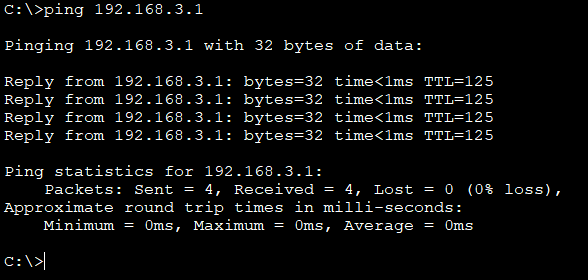 C:\>ping 192.168.3.1
Pinging 192.168.3.1 with 32 bytes of data:
Reply from 192.168.3.1: bytes=32 time<1ms TTL=125
Reply from 192.168.3.1: bytes=32 time<1ms TTL=125
Reply from 192.168.3.1: bytes=32 time<1ms TTL=125
Reply from 192.168.3.1: bytes=32 time<1ms TTL=125
Ping statistics for 192.168.3.1:
    Packets: Sent = 4, Received = 4, Lost = 0 (0% loss),
Approximate round trip times in milli-seconds:
    Minimum = 0ms, Maximum = 0ms, Average = 0ms
C:\>